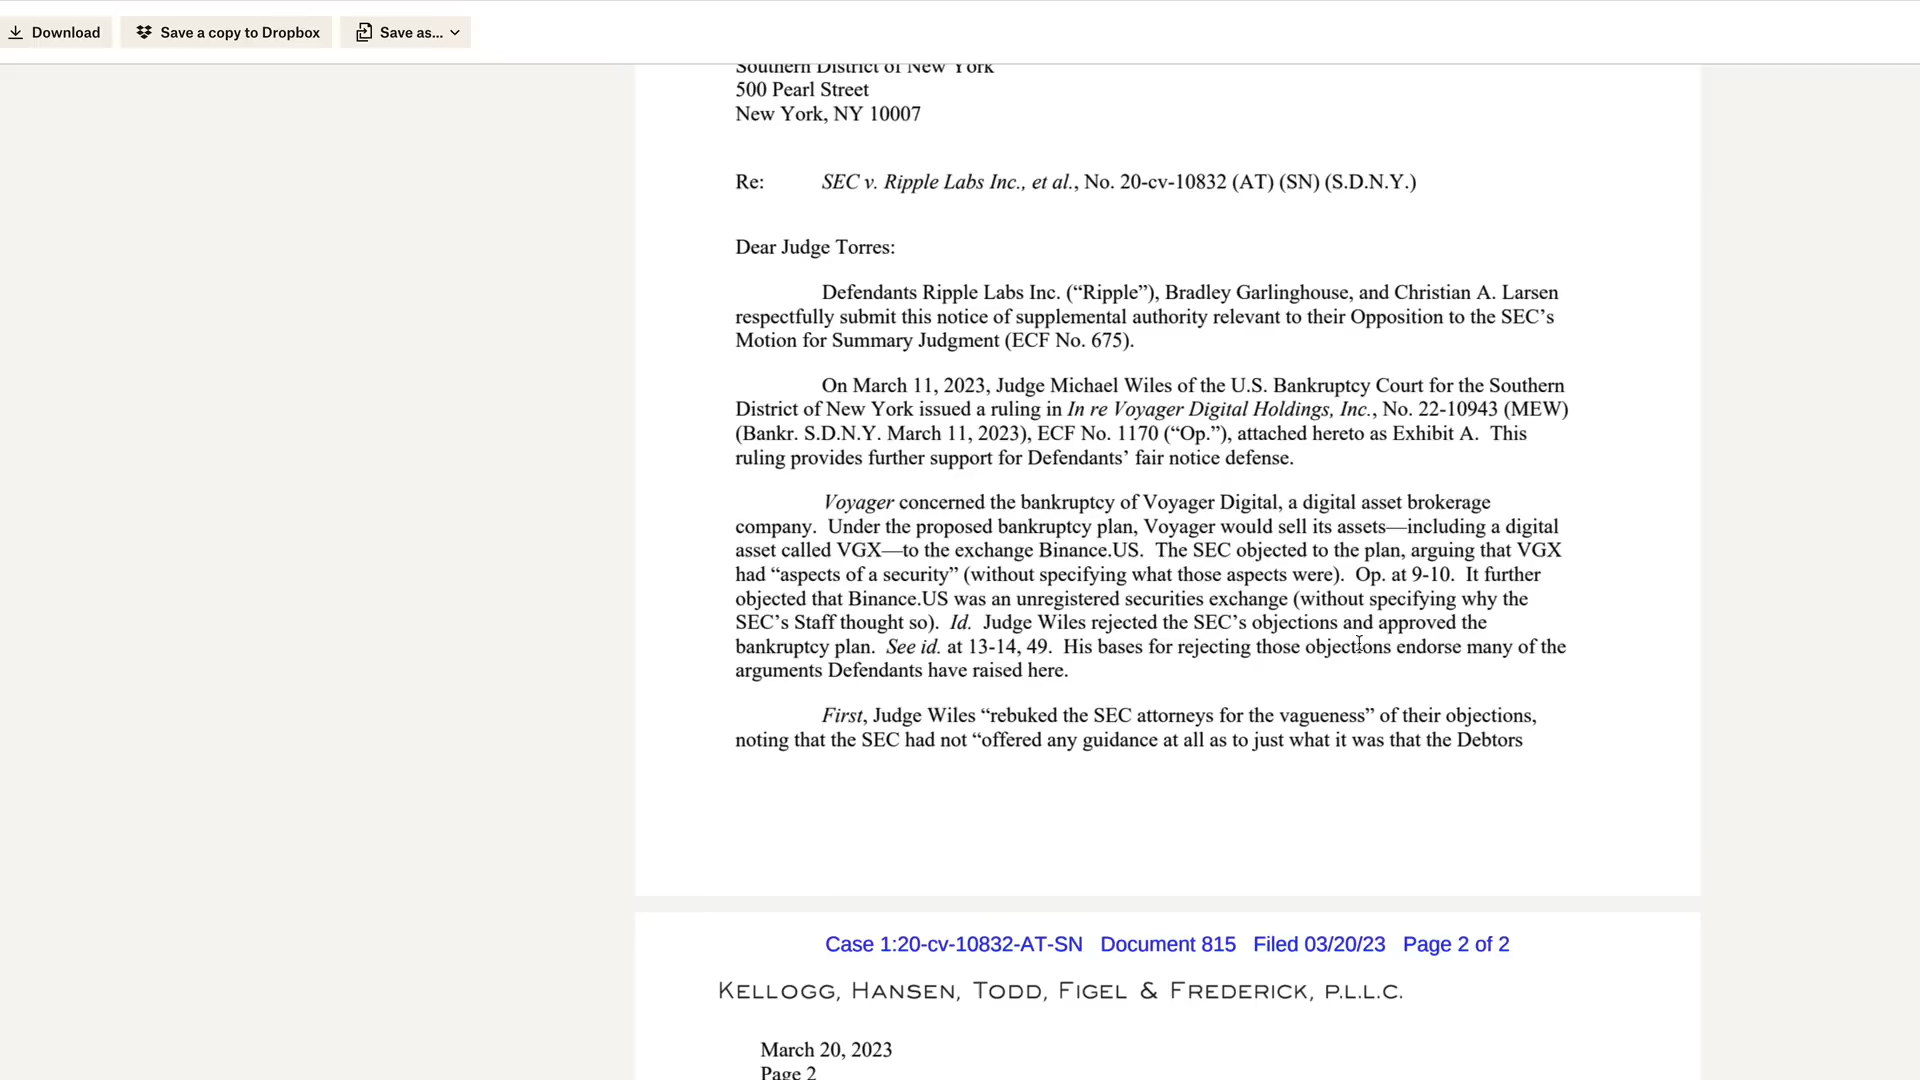 Download Save a copy to Dropbox Save as...
Southern District of New York
500 Pearl Street
New York, NY 10007
Re: SEC v. Ripple Labs Inc., et al., No. 20-cv-10832 (AT) (SN) (S.D.N.Y.)
Dear Judge Torres:
Defendants Ripple Labs Inc. (“Ripple”), Bradley Garlinghouse, and Christian A. Larsen
respectfully submit this notice of supplemental authority relevant to their Opposition to the SEC’s
Motion for Summary Judgment (ECF No. 675).
On March 11, 2023, Judge Michael Wiles of the U.S. Bankruptcy Court for the Southern
District of New York issued a ruling in In re Voyager Digital Holdings, Inc., No. 22-10943 (MEW)
(Bankr. S.D.N.Y. March 11, 2023), ECF No. 1170 (“Op.”), attached hereto as Exhibit A. This
ruling provides further support for Defendants’ fair notice defense.
Voyager concerned the bankruptcy of Voyager Digital, a digital asset brokerage
company. Under the proposed bankruptcy plan, Voyager would sell its assets—including a digital
asset called VGX—to the exchange Binance.US. The SEC objected to the plan, arguing that VGX
had “aspects of a security” (without specifying what those aspects were). Op. at 9-10. It further
objected that Binance.US was an unregistered securities exchange (without specifying why the
SEC’s Staff thought so). Id. Judge Wiles rejected the SEC’s objections and approved the
bankruptcy plan. See id. at 13-14, 49. His bases for rejecting those objections endorse many of the
arguments Defendants have raised here.
First, Judge Wiles “rebuked the SEC attorneys for the vagueness” of their objections,
noting that the SEC had not “offered any guidance at all as to just what it was that the Debtors
Case 1:20-cv-10832-AT-SN Document 815 Filed 03/20/23 Page 2 of 2
KELLOGG, HANSEN, TODD, FIGEL & FREDERICK, P.L.L.C.
March 20, 2023
Page 2